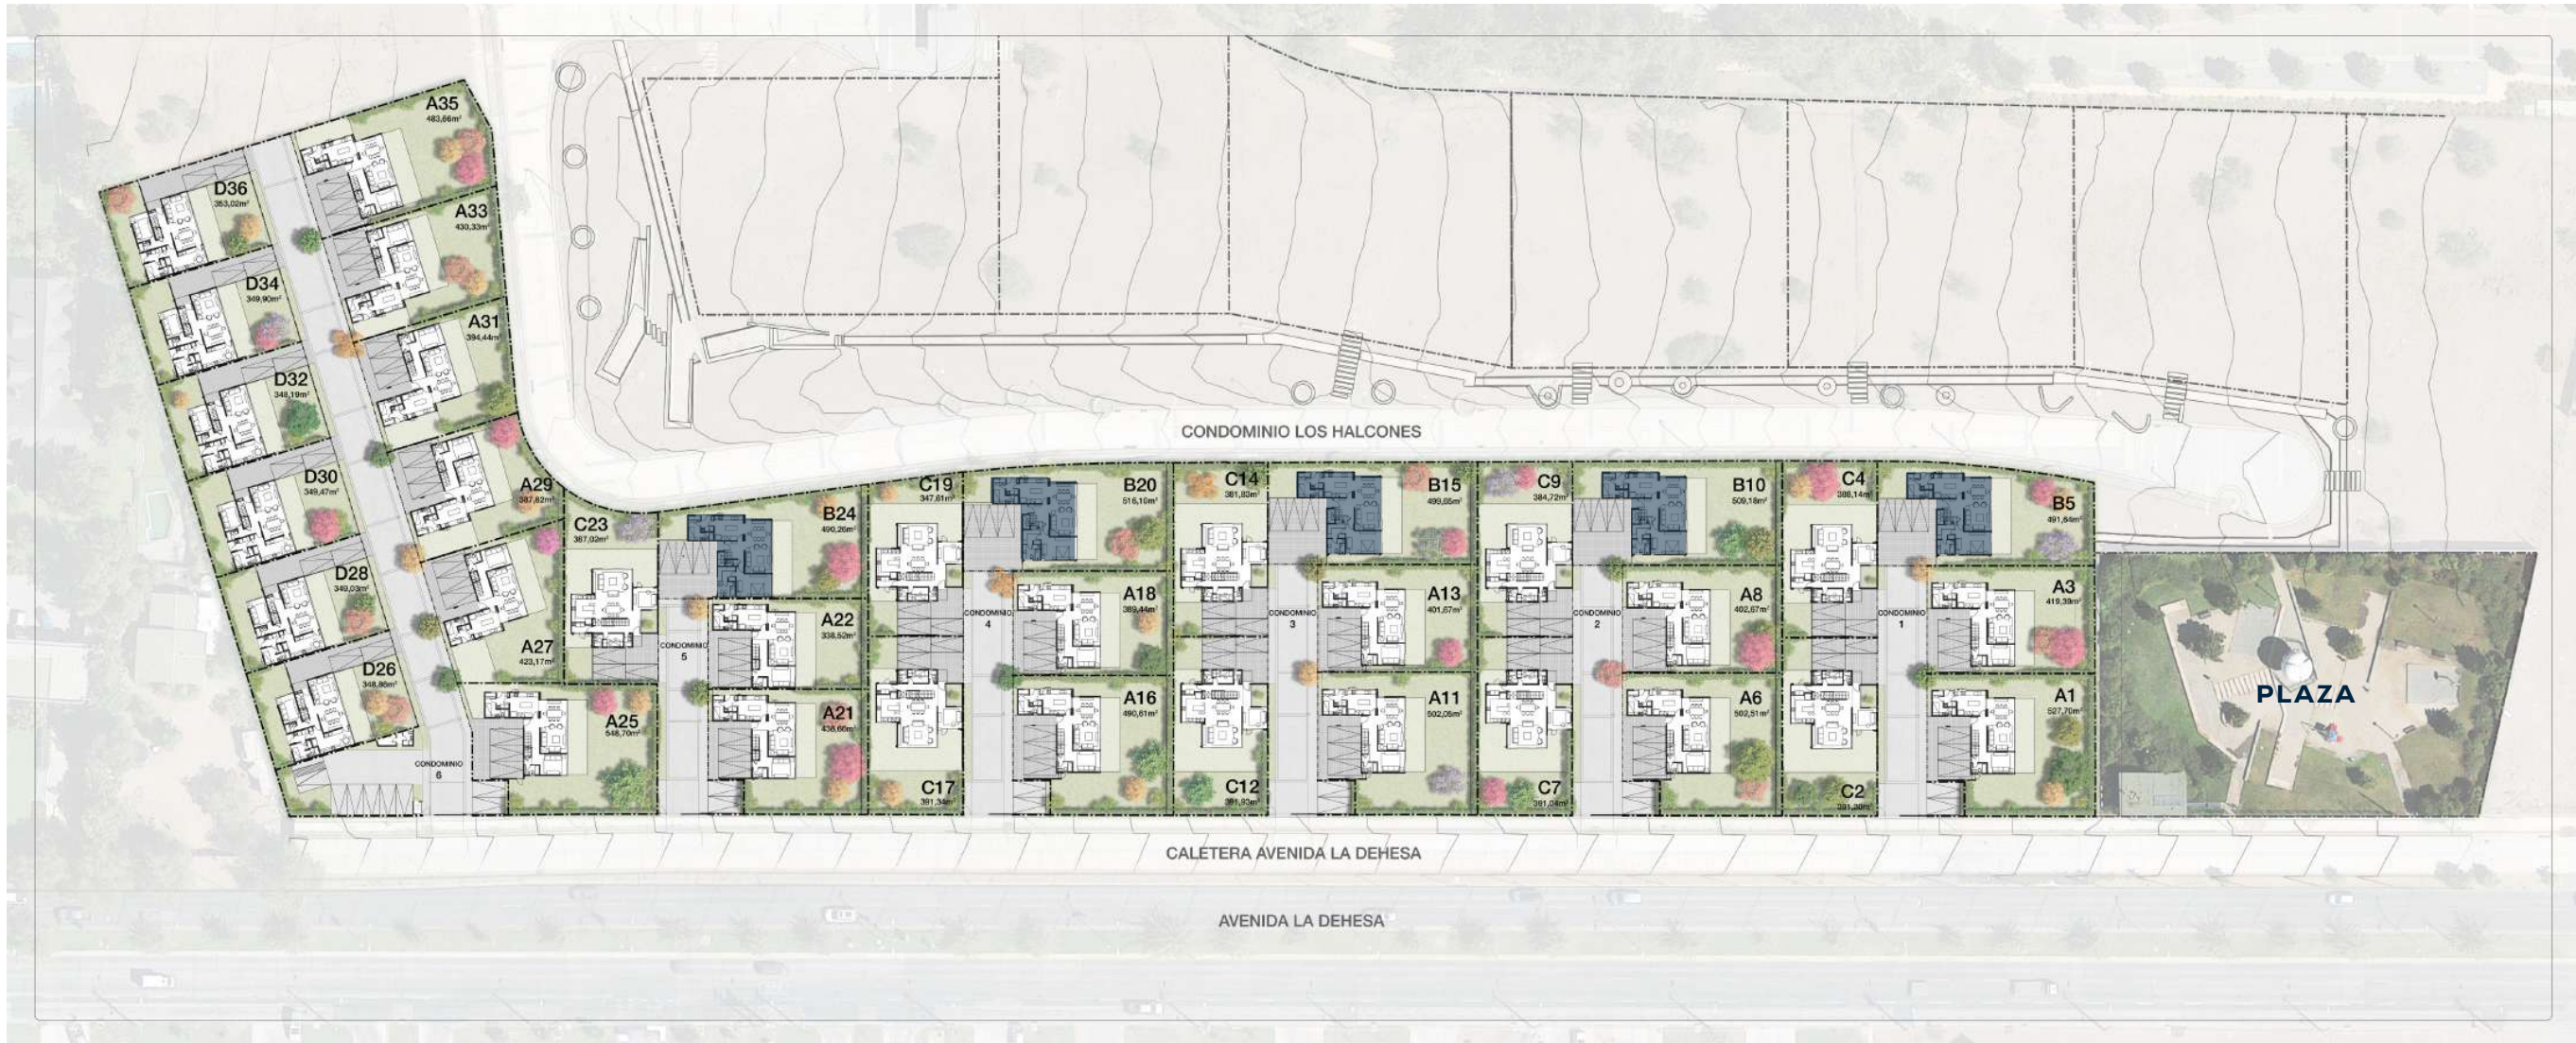 A35
483,66m²
D36
353,02m²
A33
430,33m²
D34
349,90m²
A31
394,44m²
D32
348,19m²
D30
349,47m²
A29
387,82m²
D28
349,03m²
A27
423,17m²
D26
348,86m²
A25
548,70m²
CONDOMINIO
6
CONDOMINIO LOS HALCONES
C23
387,02m²
B24
490,26m²
A22
338,52m²
CONDOMINIO
5
A21
438,66m²
C19
347,61m²
B20
516,10m²
CONDOMINIO
4
A18
389,44m²
A16
490,61m²
C17
391,34m²
C14
381,83m²
B15
499,65m²
CONDOMINIO
3
A13
401,67m²
A11
502,05m²
C12
391,93m²
C9
384,72m²
B10
509,18m²
CONDOMINIO
2
A8
402,67m²
A6
502,51m²
C7
391,04m²
C4
388,14m²
B5
491,64m²
CONDOMINIO
1
A3
419,39m²
A1
527,70m²
C2
391,30m²
PLAZA
CALETERA AVENIDA LA DEHESA
AVENIDA LA DEHESA